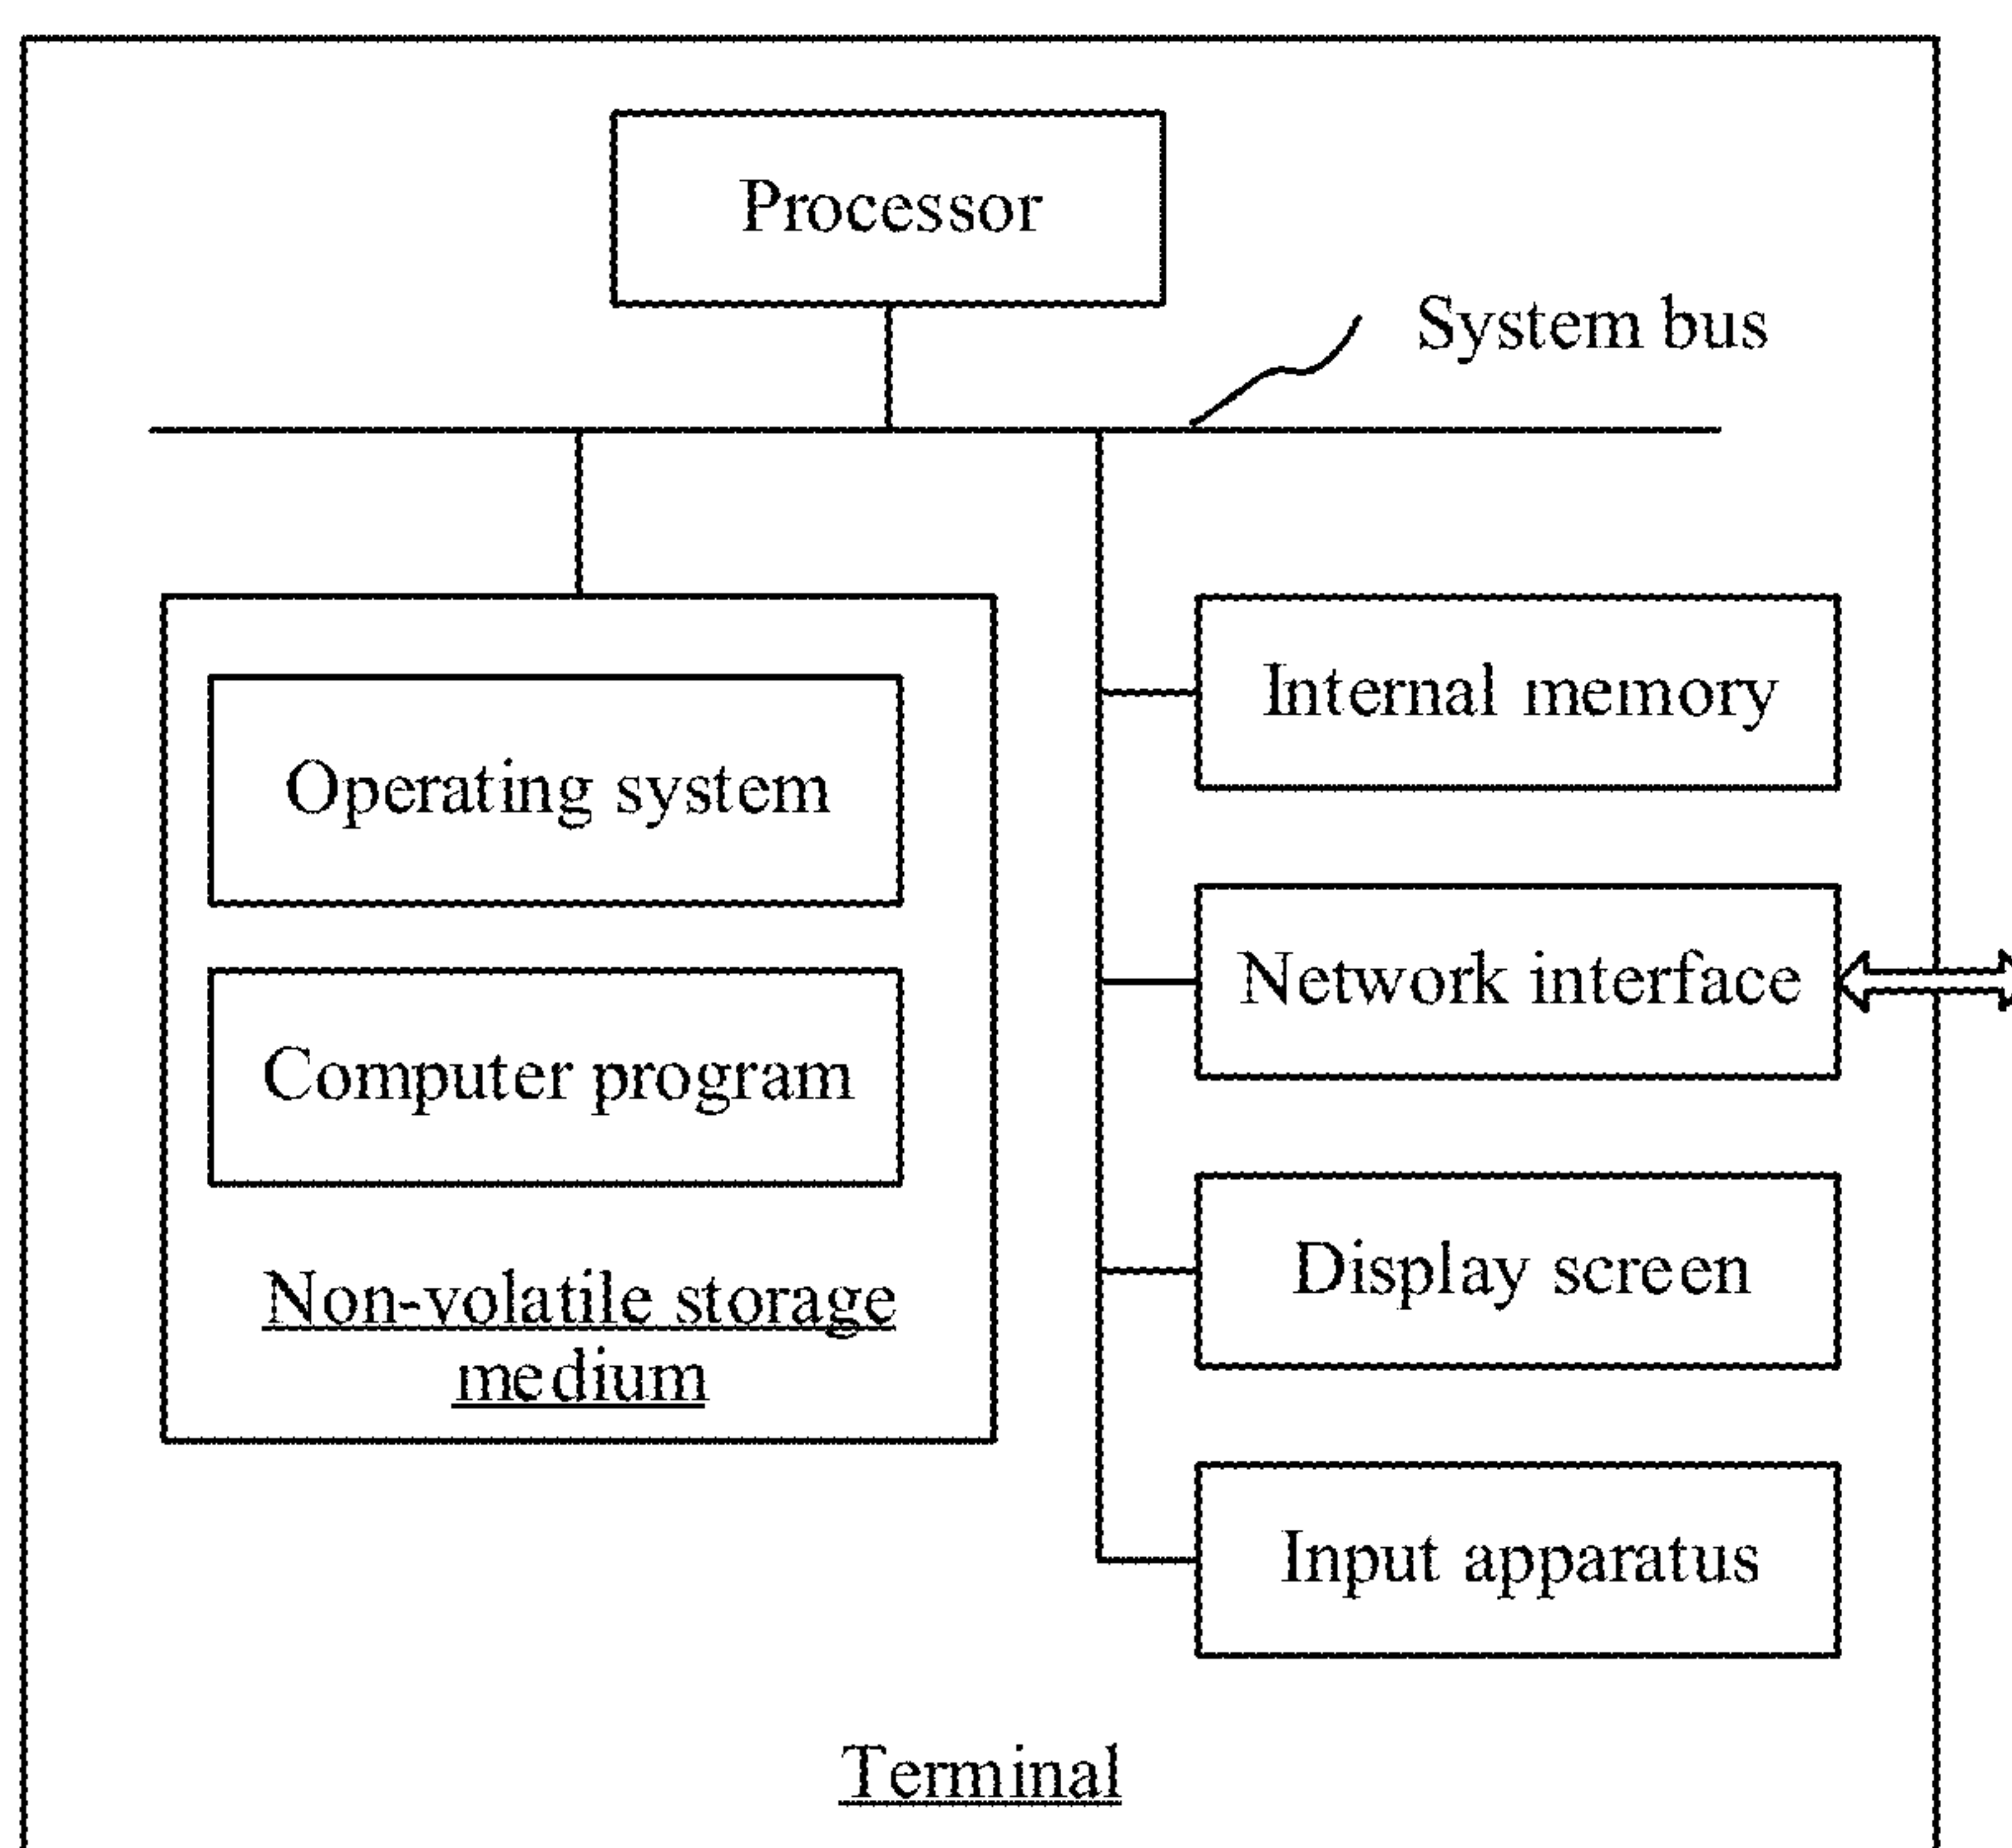 Processor
System bus
Operating system
Computer program
Non-volatile storage
medium
Internal memory
Network interface
Display screen
Input apparatus
Terminal